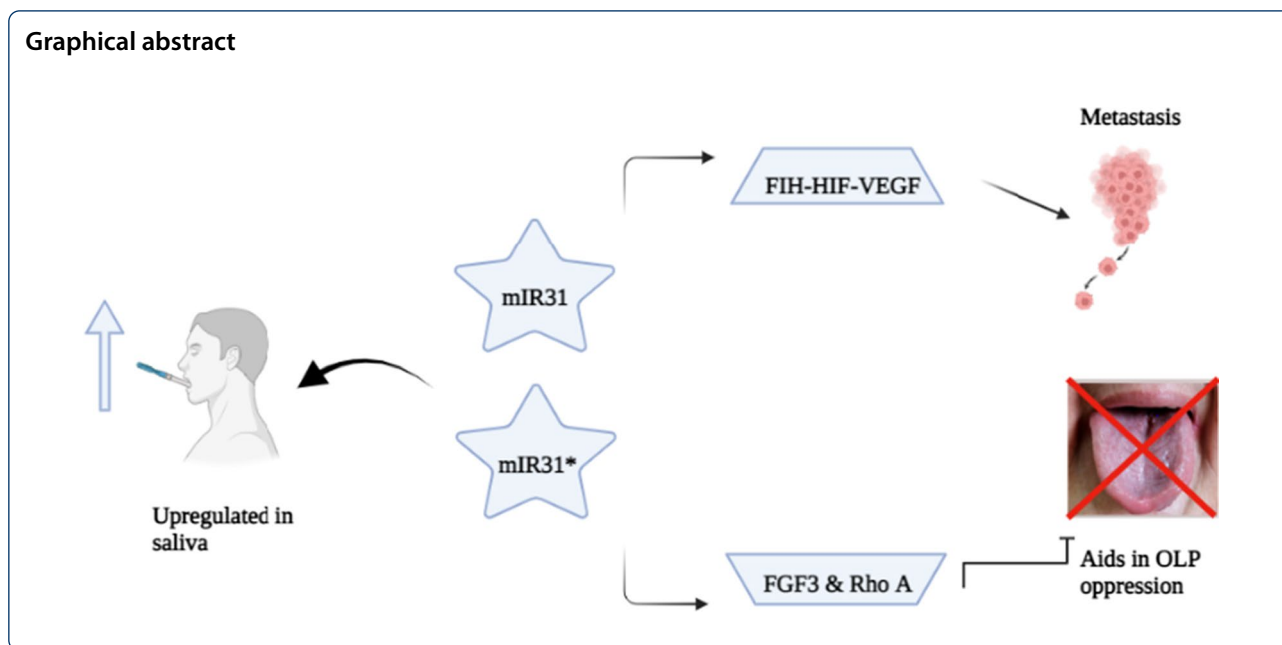 Graphical abstract
Metastasis
FIH-HIF-VEGF
mIR31
mIR31*
Upregulated in
saliva
FGF3 & Rho A
Aids in OLP
oppression